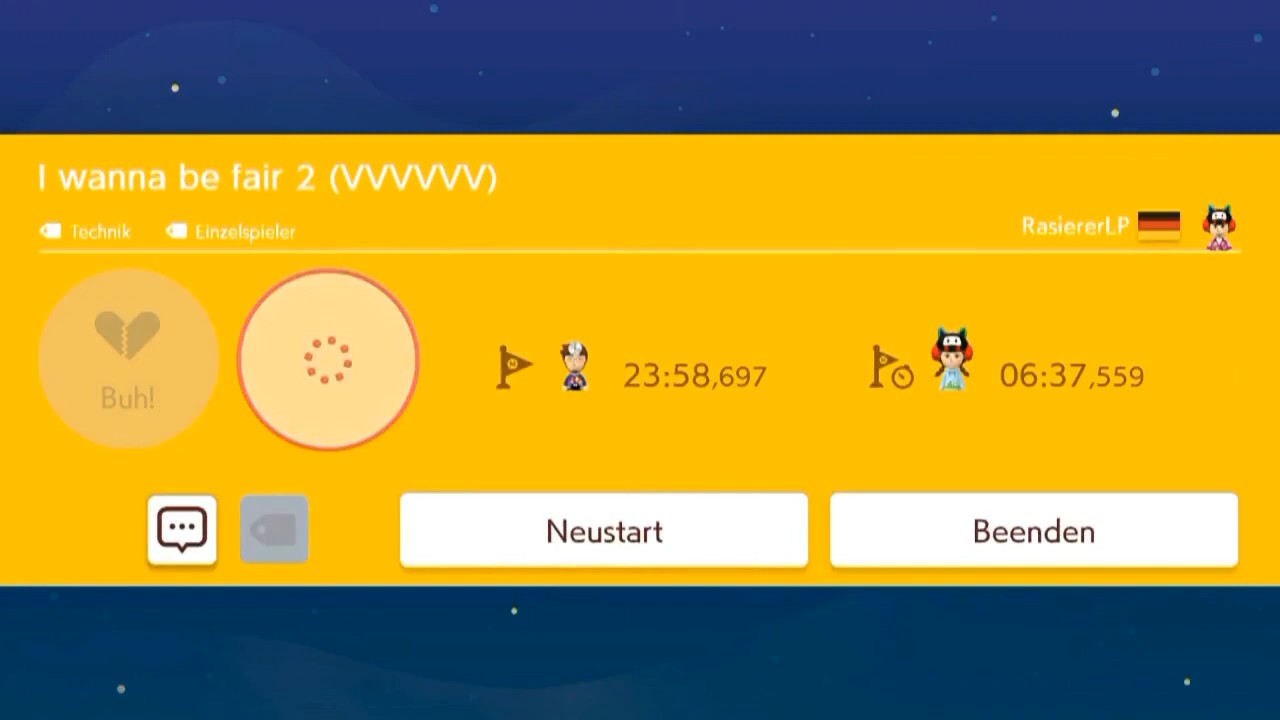 I wanna be fair 2 (VVVVVV)
Technik Einzelspieler
RasiererLP
23:58,697
06:37,559
Buh!
Neustart
Beenden